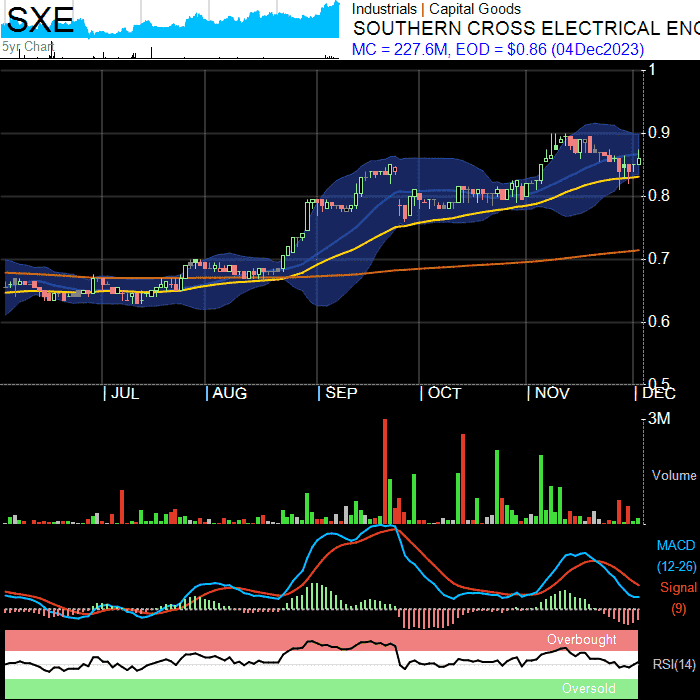 SXE
5yr Chart
Industrials | Capital Goods
SOUTHERN CROSS ELECTRICAL ENG
MC = 227.6M, EOD = $0.86 (04Dec2023)
1
0.9
0.8
0.7
0.6
0.5
| JUL | AUG | SEP | OCT | NOV | DEC
3M
Volume
MACD
(12-26)
Signal
(9)
Overbought
RSI(14)
Oversold